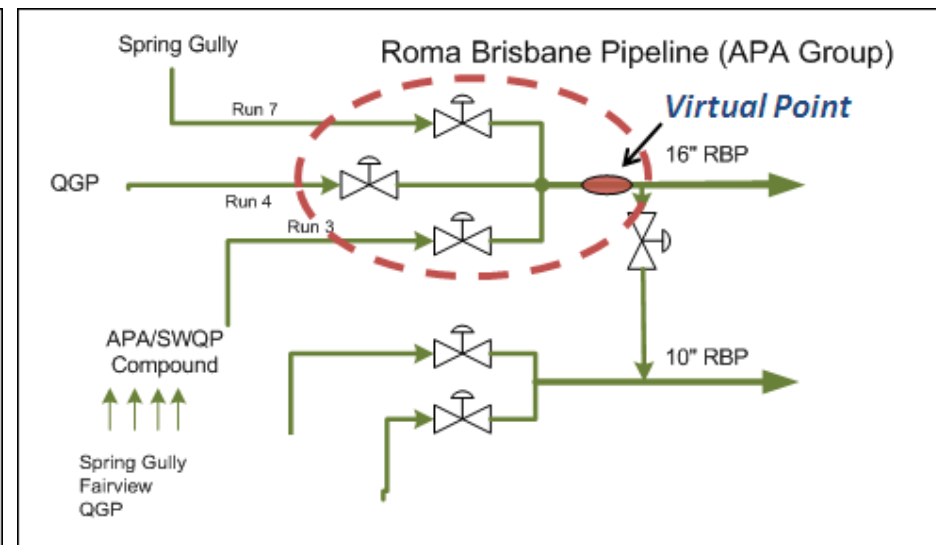 Spring Gully
Roma Brisbane Pipeline (APA Group)
Run 7
Virtual Point
16" RBP
QGP
Run 4
Run 3
APA/SWQP
Compound
10" RBP
Spring Gully
Fairview
QGP